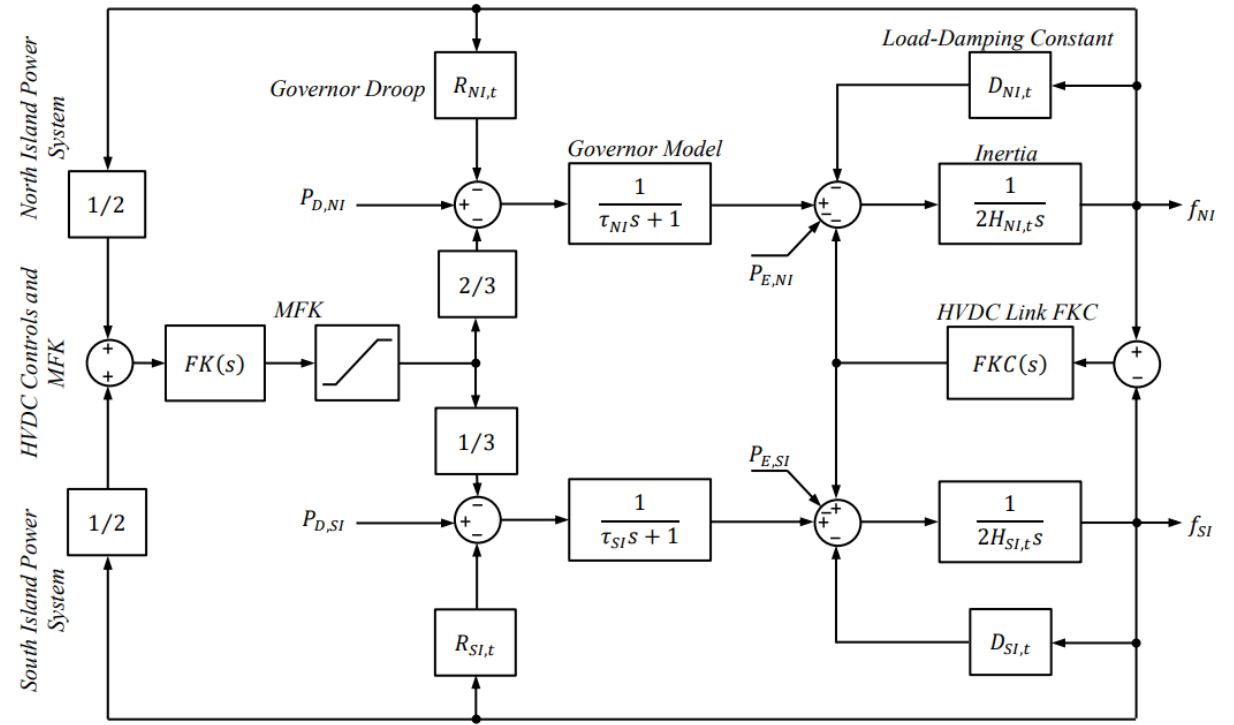 Load-Damping Constant
Governor Droop
R_{NI,t}
D_{NI,t}
North Island Power
System
Governor Model
Inertia
1/2
P_{D,NI}
−
+
−
1
τ_{NI}s + 1
−
+
−
−
1
2H_{NI,t}s
f_{NI}
P_{E,NI}
2/3
HVDC Controls and
MFK
MFK
HVDC Link FKC
+
+
FK(s)
FKC(s)
+
−
1/3
P_{E,SI}
South Island Power
System
1/2
P_{D,SI}
−
+
−
1
τ_{SI}s + 1
−
+
+
−
1
2H_{SI,t}s
f_{SI}
R_{SI,t}
D_{SI,t}